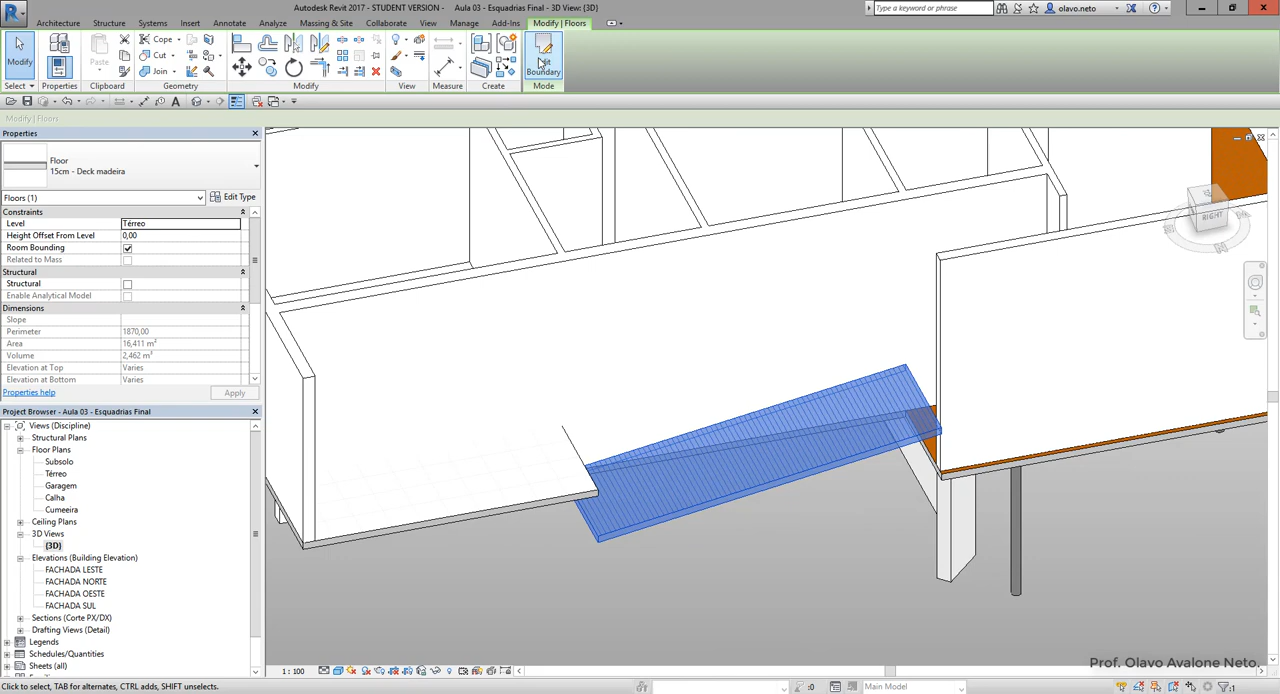 Autodesk Revit 2017 - STUDENT VERSION - Aula 03 - Esquadrias Final - 3D View: {3D}
Type a keyword or phrase
olavo.neto
Architecture Structure Systems Insert Annotate Analyze Massing & Site Collaborate View Manage Add-Ins Modify | Floors
Modify
Paste
Cope
Cut
Join
Edit
Boundary
Select Properties Clipboard Geometry Modify View Measure Create Mode
Modify | Floors
Properties
Floor
15cm - Deck madeira
Floors (1) Edit Type
Constraints
Level Térreo
Height Offset From Level 0,00
Room Bounding
Related to Mass
Structural
Structural
Enable Analytical Model
Dimensions
Slope
Perimeter 1870,00
Area 16,411 m²
Volume 2,462 m³
Elevation at Top Varies
Elevation at Bottom Varies
Properties help Apply
Project Browser - Aula 03 - Esquadrias Final
Views (Discipline)
Structural Plans
Floor Plans
Subsolo
Térreo
Garagem
Calha
Cumeeira
Ceiling Plans
3D Views
{3D}
Elevations (Building Elevation)
FACHADA LESTE
FACHADA NORTE
FACHADA OESTE
FACHADA SUL
Sections (Corte PX/DX)
Drafting Views (Detail)
Legends
Schedules/Quantities
Sheets (all)
RIGHT
Prof. Olavo Avalone Neto.
1 : 100
Click to select, TAB for alternates, CTRL adds, SHIFT unselects.
:0
Main Model
:1